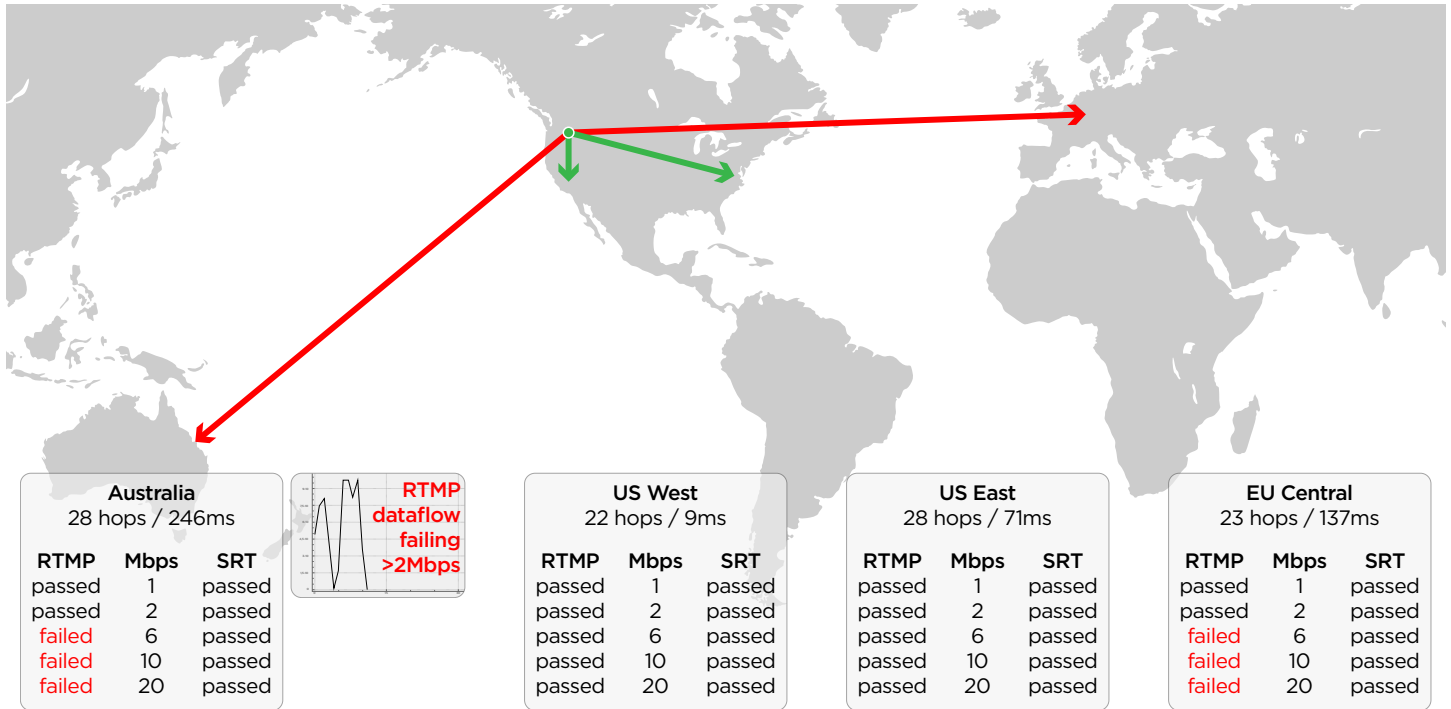 Australia
28 hops / 246ms
RTMP Mbps SRT
passed 1 passed
passed 2 passed
failed 6 passed
failed 10 passed
failed 20 passed
RTMP
dataflow
failing
>2Mbps
US West
22 hops / 9ms
RTMP Mbps SRT
passed 1 passed
passed 2 passed
passed 6 passed
passed 10 passed
passed 20 passed
US East
28 hops / 71ms
RTMP Mbps SRT
passed 1 passed
passed 2 passed
passed 6 passed
passed 10 passed
passed 20 passed
EU Central
23 hops / 137ms
RTMP Mbps SRT
passed 1 passed
passed 2 passed
failed 6 passed
failed 10 passed
failed 20 passed